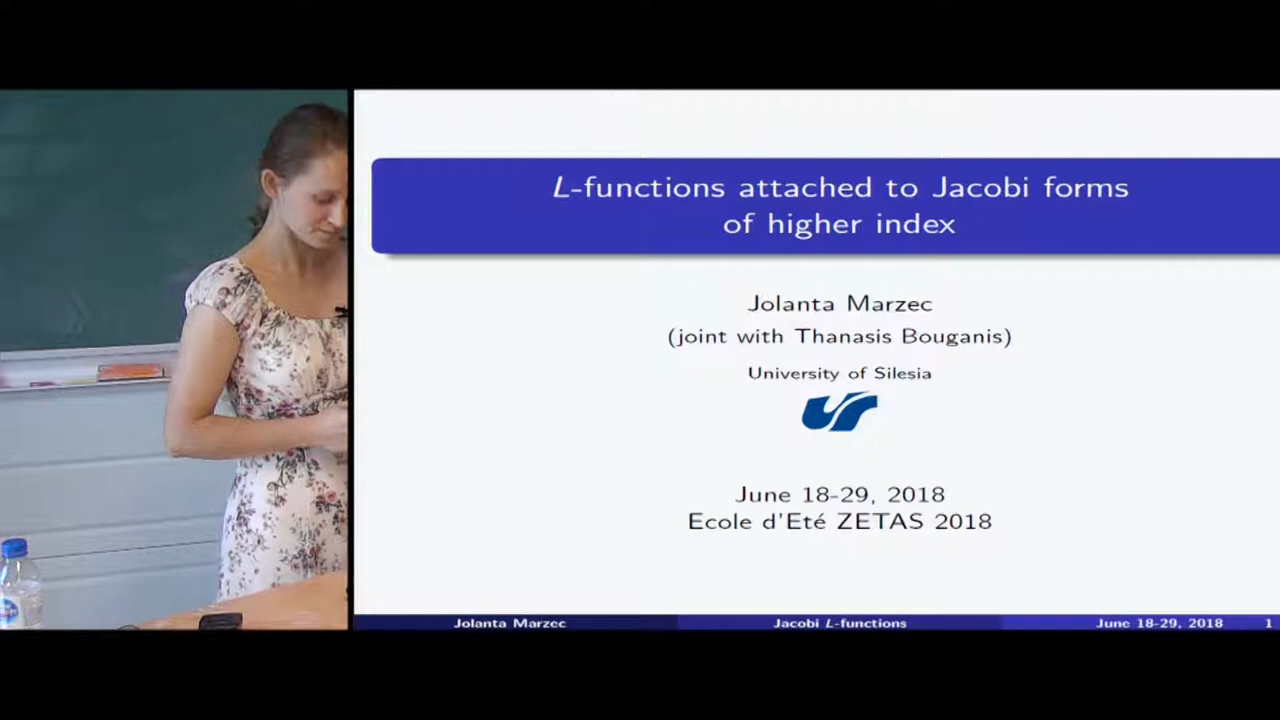 L-functions attached to Jacobi forms
of higher index
Jolanta Marzec
(joint with Thanasis Bouganis)
University of Silesia
June 18-29, 2018
Ecole d'Eté ZETAS 2018
Jolanta Marzec Jacobi L-functions June 18-29, 2018 1